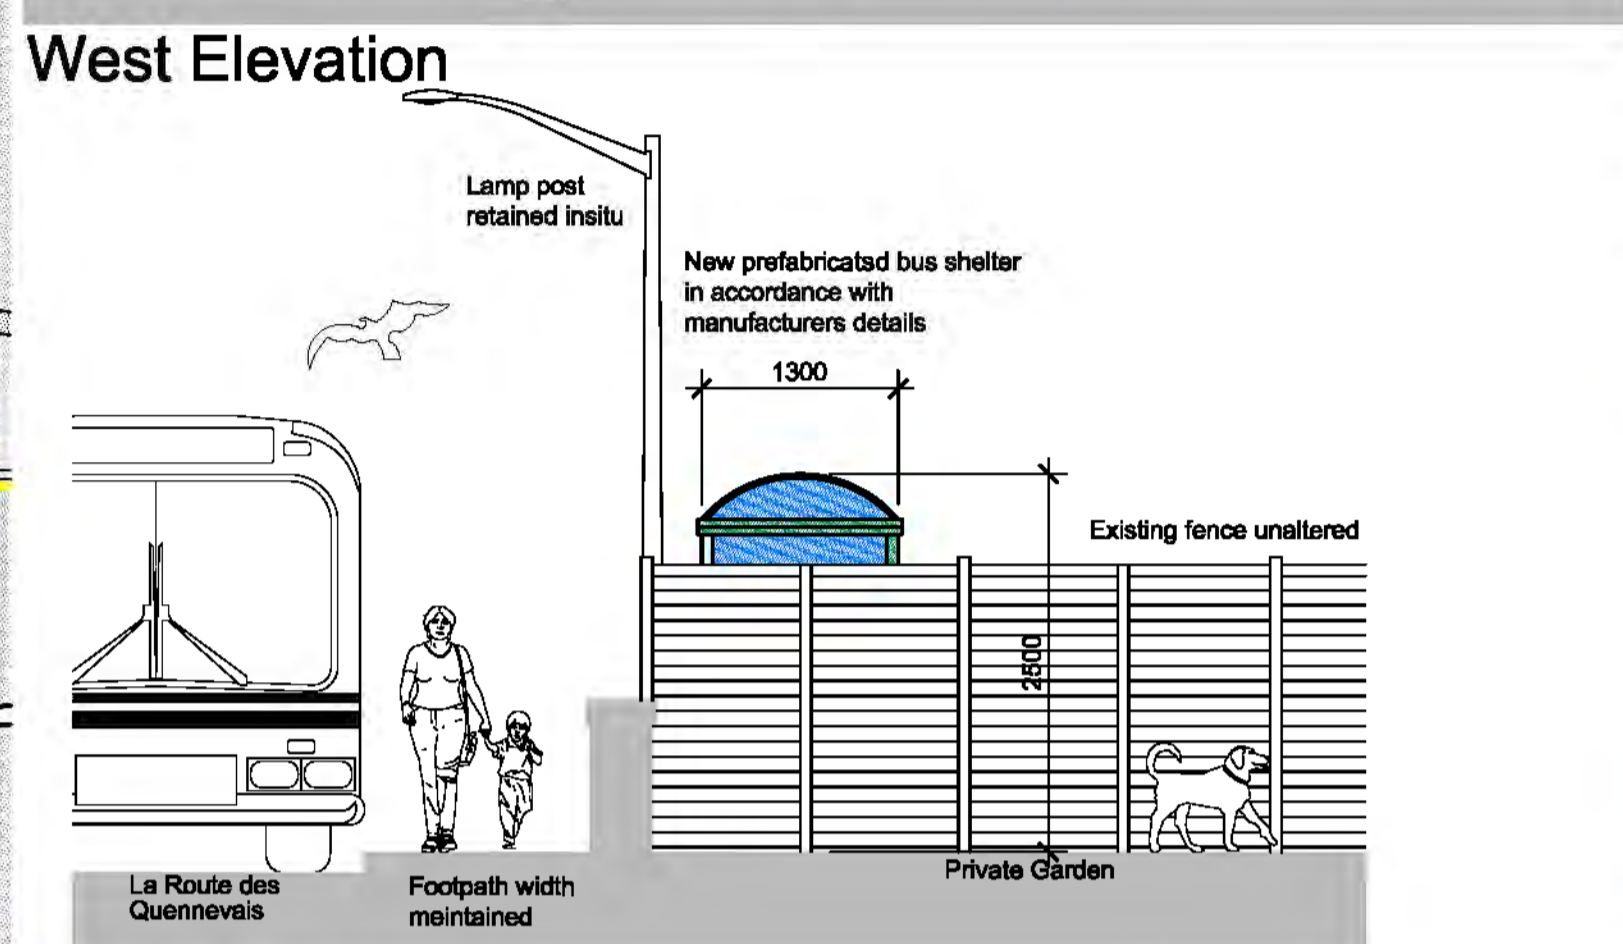 West Elevation
Lamp post
retained insitu
New prefabricatsd bus shelter
in accordance with
manufacturers details
1300
Existing fence unaltered
2500
Private Garden
La Route des
Quennevais
Footpath width
meintained